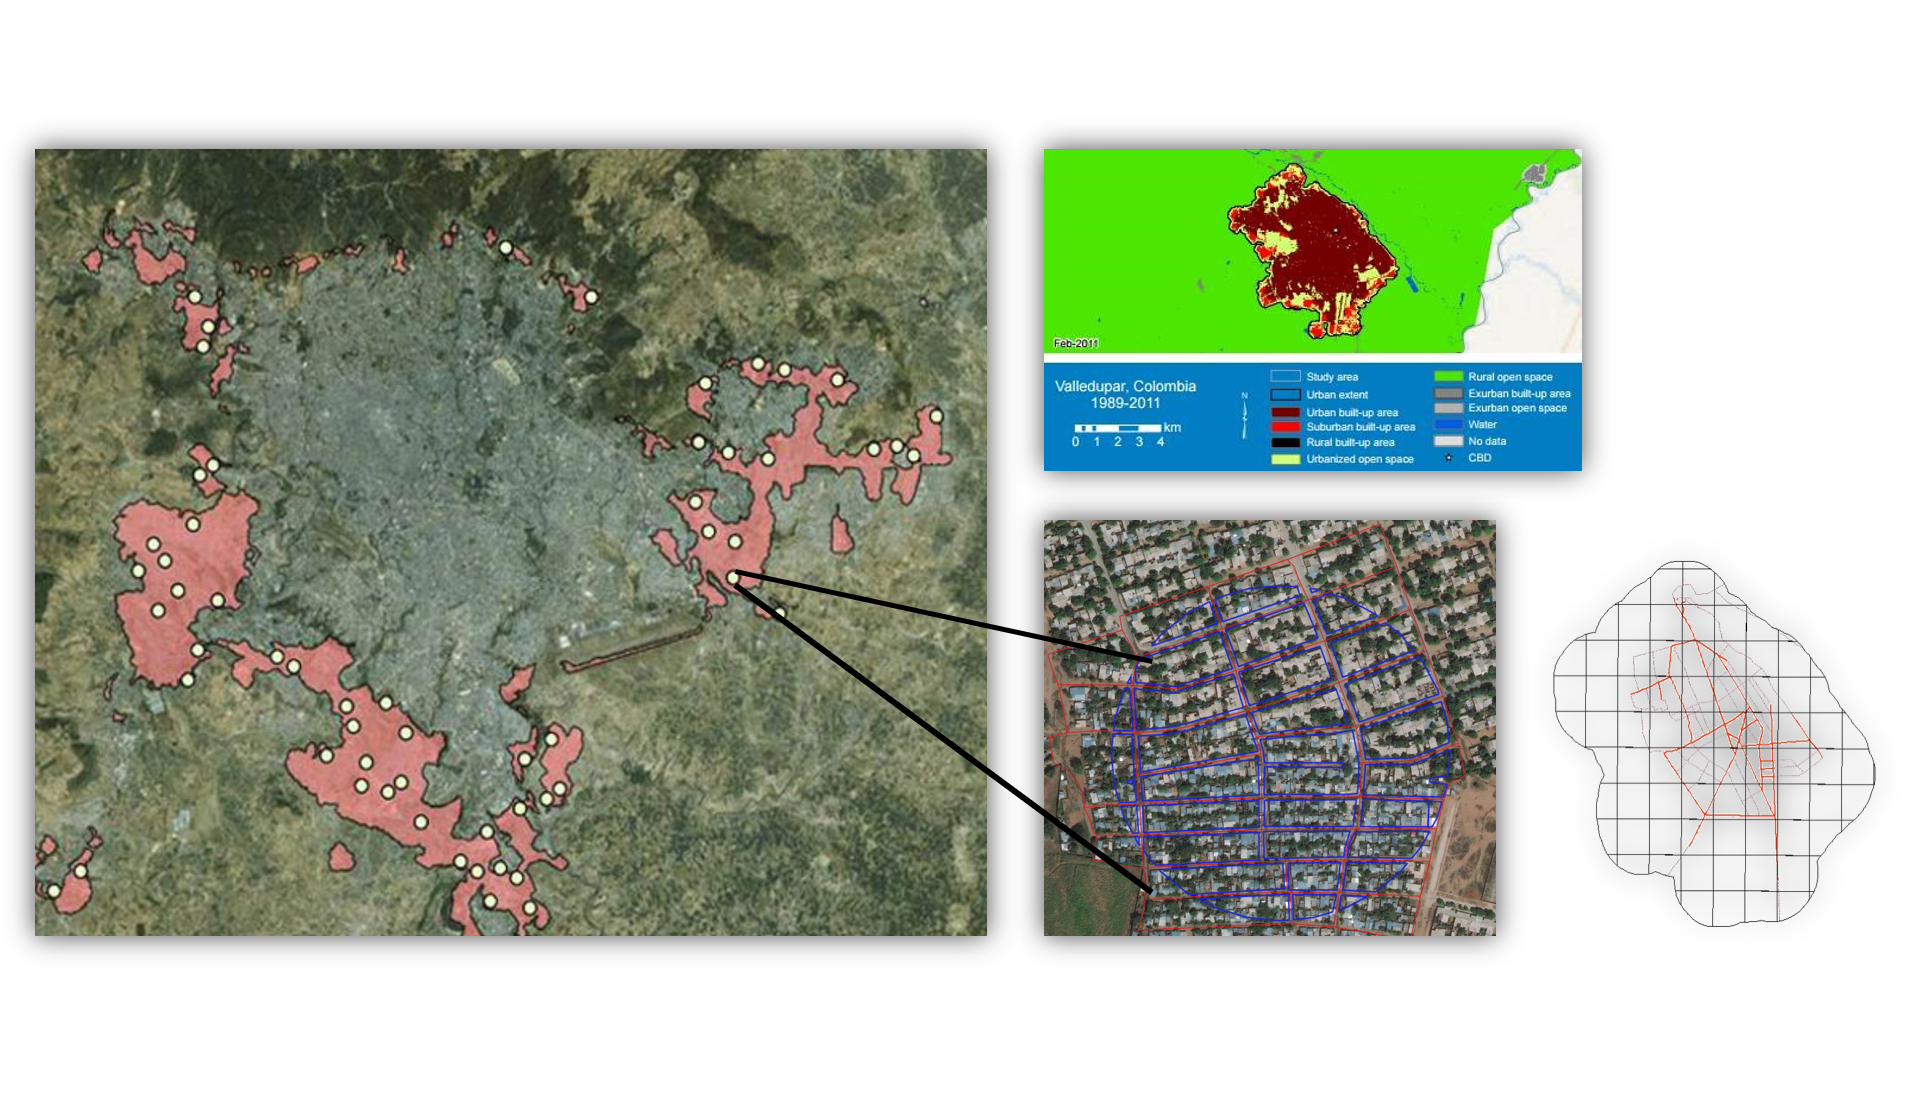 Feb-2011
Valledupar, Colombia
1989-2011
km
0 1 2 3 4
N
Study area
Urban extent
Urban built-up area
Suburban built-up area
Rural built-up area
Urbanized open space
Rural open space
Exurban built-up area
Exurban open space
Water
No data
CBD